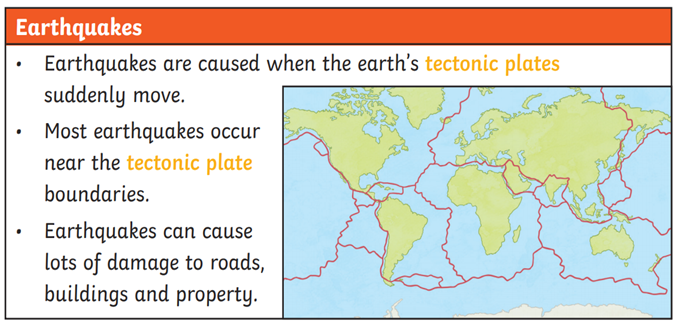 Earthquakes
• Earthquakes are caused when the earth's tectonic plates
suddenly move.
• Most earthquakes occur
near the tectonic plate
boundaries.
• Earthquakes can cause
lots of damage to roads,
buildings and property.